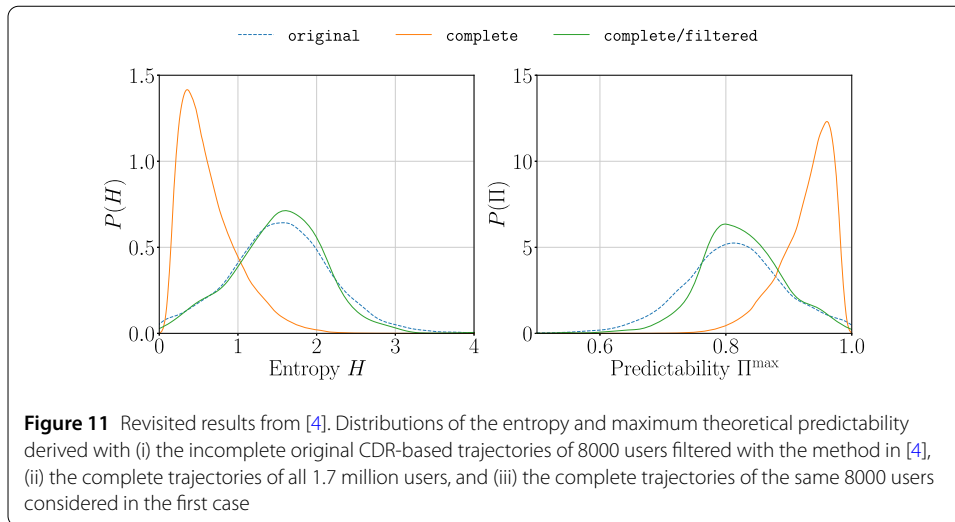 original complete complete/filtered
1.5
1.0
0.5
0.0
P(H)
0 1 2 3 4
Entropy H
15
10
5
0
P(Π)
0.6 0.8 1.0
Predictability Π^max
Figure 11 Revisited results from [4]. Distributions of the entropy and maximum theoretical predictability
derived with (i) the incomplete original CDR-based trajectories of 8000 users filtered with the method in [4],
(ii) the complete trajectories of all 1.7 million users, and (iii) the complete trajectories of the same 8000 users
considered in the first case